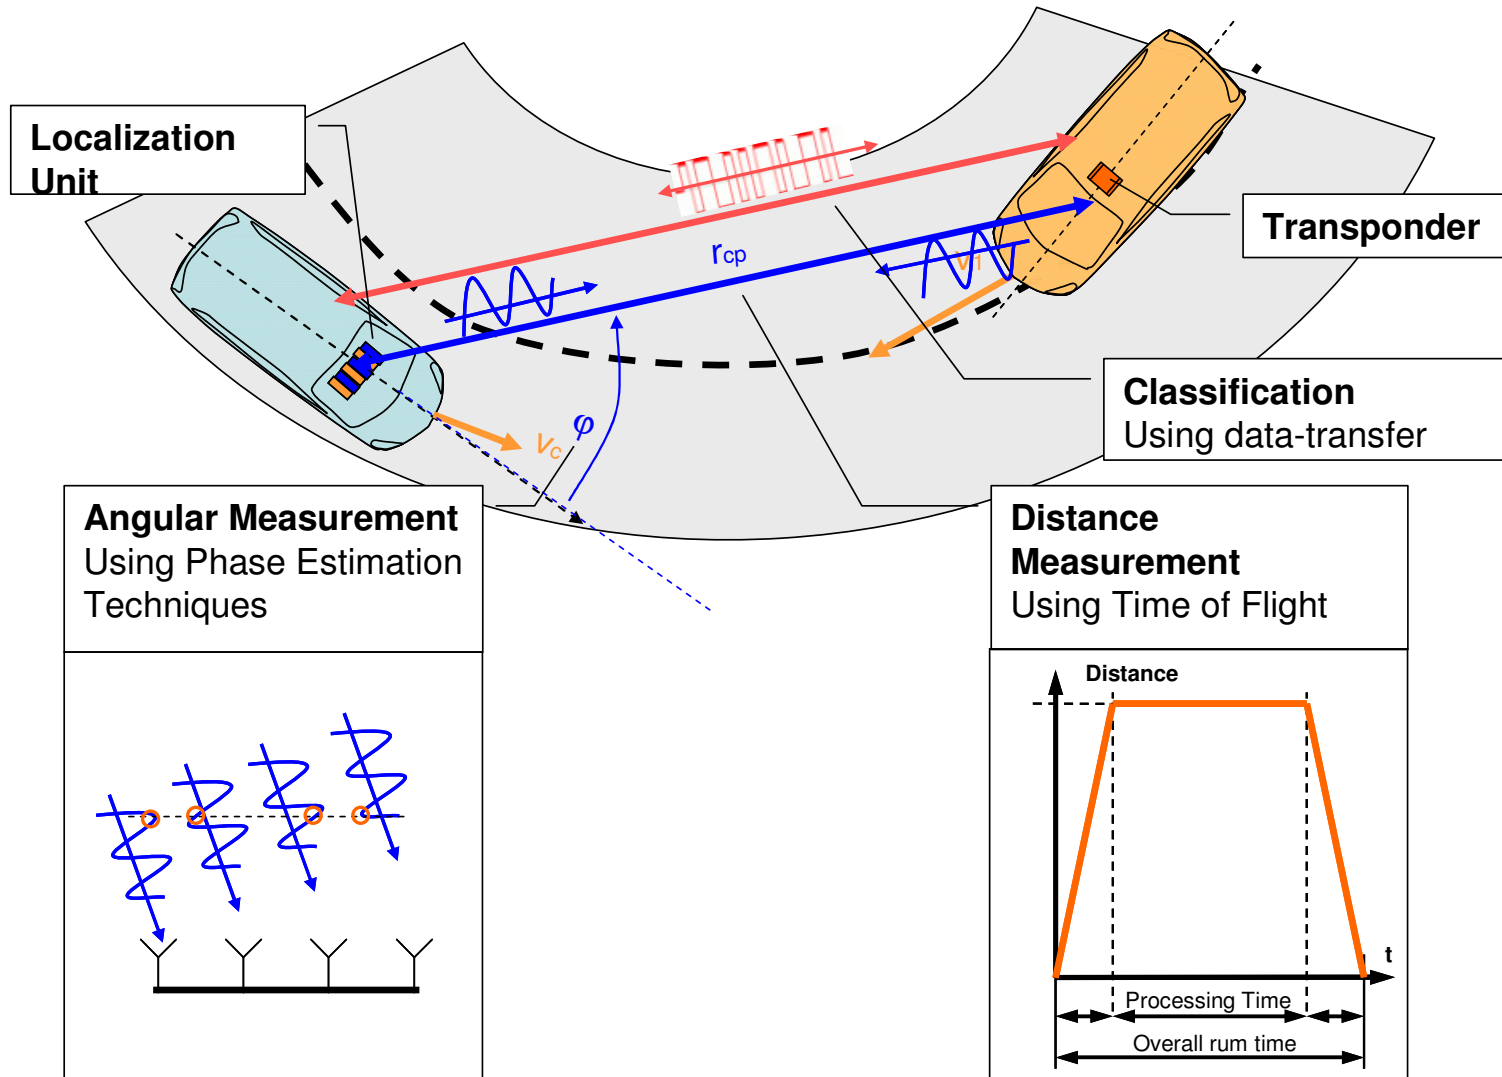 Localization
Unit
Transponder
r_cp
v_1
Classification
Using data-transfer
v_c
φ
Angular Measurement
Using Phase Estimation
Techniques
Distance
Measurement
Using Time of Flight
Distance
t
Processing Time
Overall rum time